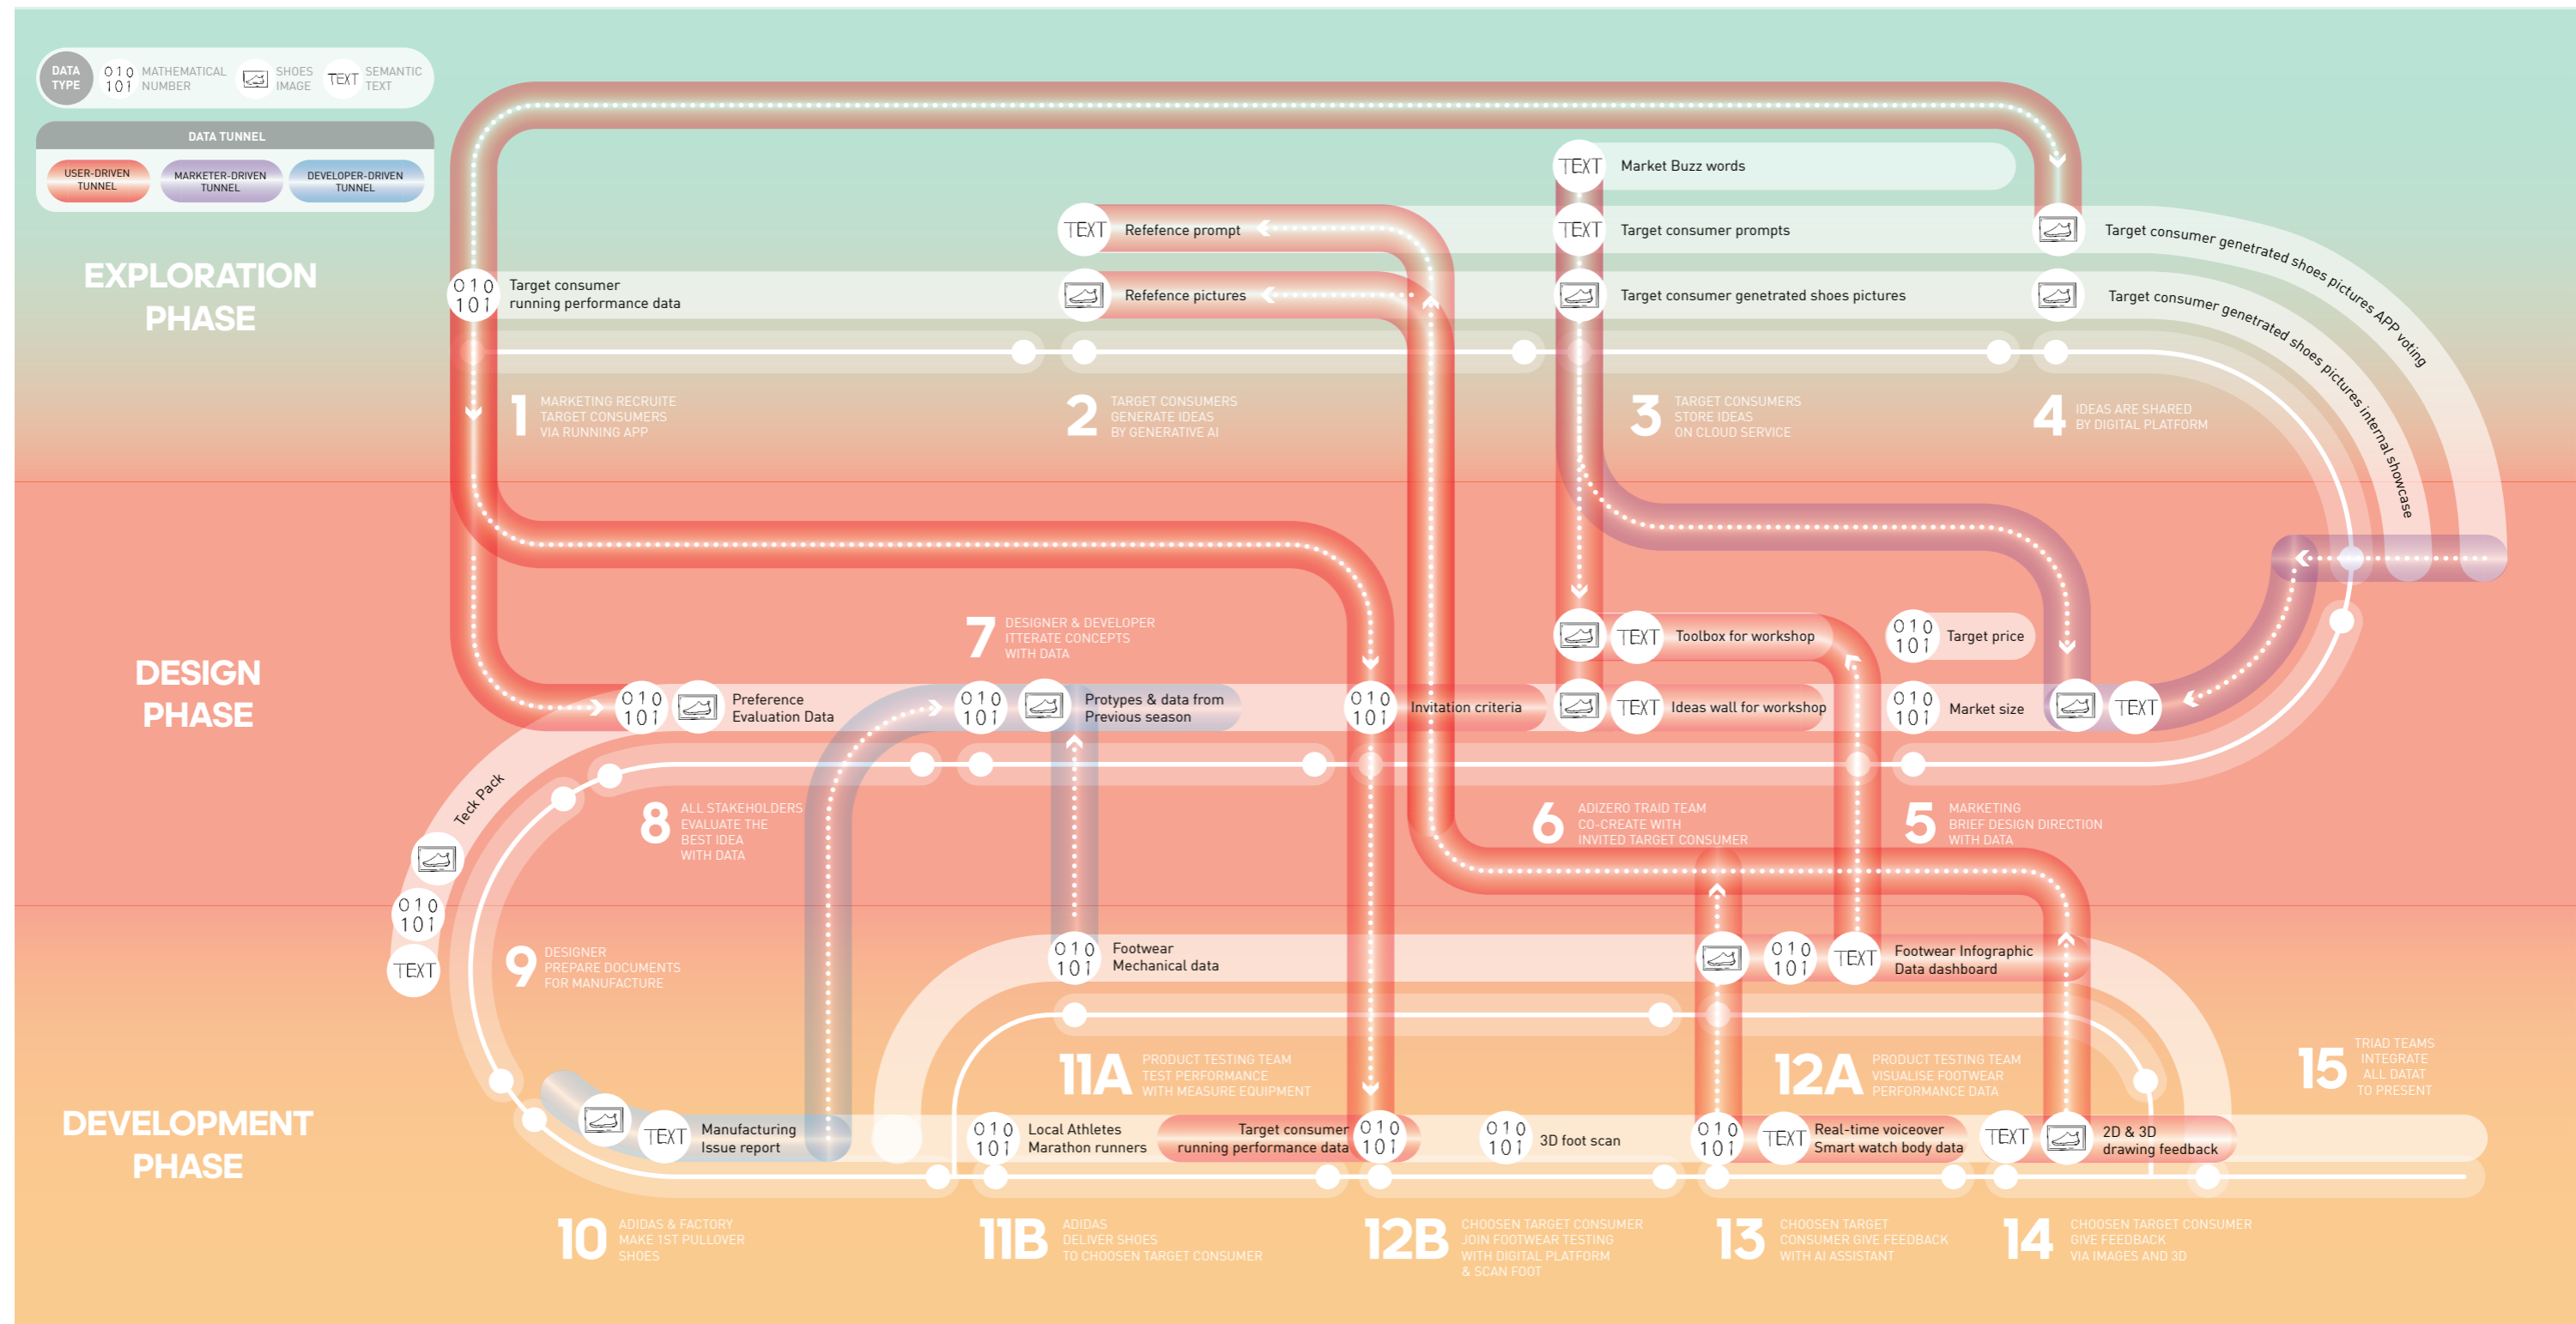 DATA
TYPE
010
101
MATHEMATICAL
NUMBER
SHOES
IMAGE
TEXT
SEMANTIC
TEXT
DATA TUNNEL
USER-DRIVEN
TUNNEL
MARKETER-DRIVEN
TUNNEL
DEVELOPER-DRIVEN
TUNNEL
EXPLORATION
PHASE
TEXT
Market Buzz words
TEXT
Refefence prompt
TEXT
Target consumer prompts
Target consumer genetrated shoes pictures APP voting
010
101
Target consumer
running performance data
Refefence pictures
Target consumer genetrated shoes pictures
Target consumer genetrated shoes pictures internal showcase
1
MARKETING RECRUITE
TARGET CONSUMERS
VIA RUNNING APP
2
TARGET CONSUMERS
GENERATE IDEAS
BY GENERATIVE AI
3
TARGET CONSUMERS
STORE IDEAS
ON CLOUD SERVICE
4
IDEAS ARE SHARED
BY DIGITAL PLATFORM
DESIGN
PHASE
7
DESIGNER & DEVELOPER
ITTERATE CONCEPTS
WITH DATA
TEXT
Toolbox for workshop
010
101
Target price
010
101
Preference
Evaluation Data
010
101
Protypes & data from
Previous season
010
101
Invitation criteria
TEXT
Ideas wall for workshop
010
101
Market size
TEXT
Teck Pack
8
ALL STAKEHOLDERS
EVALUATE THE
BEST IDEA
WITH DATA
6
ADIZERO TRAID TEAM
CO-CREATE WITH
INVITED TARGET CONSUMER
5
MARKETING
BRIEF DESIGN DIRECTION
WITH DATA
010
101
TEXT
9
DESIGNER
PREPARE DOCUMENTS
FOR MANUFACTURE
010
101
Footwear
Mechanical data
010
101
TEXT
Footwear Infographic
Data dashboard
DEVELOPMENT
PHASE
11A
PRODUCT TESTING TEAM
TEST PERFORMANCE
WITH MEASURE EQUIPMENT
12A
PRODUCT TESTING TEAM
VISUALISE FOOTWEAR
PERFORMANCE DATA
15
TRIAD TEAMS
INTEGRATE
ALL DATAT
TO PRESENT
TEXT
Manufacturing
Issue report
010
101
Local Athletes
Marathon runners
Target consumer
running performance data
010
101
010
101
3D foot scan
010
101
TEXT
Real-time voiceover
Smart watch body data
TEXT
2D & 3D
drawing feedback
10
ADIDAS & FACTORY
MAKE 1ST PULLOVER
SHOES
11B
ADIDAS
DELIVER SHOES
TO CHOOSEN TARGET CONSUMER
12B
CHOOSEN TARGET CONSUMER
JOIN FOOTWEAR TESTING
WITH DIGITAL PLATFORM
& SCAN FOOT
13
CHOOSEN TARGET
CONSUMER GIVE FEEDBACK
WITH AI ASSISTANT
14
CHOOSEN TARGET CONSUMER
GIVE FEEDBACK
VIA IMAGES AND 3D